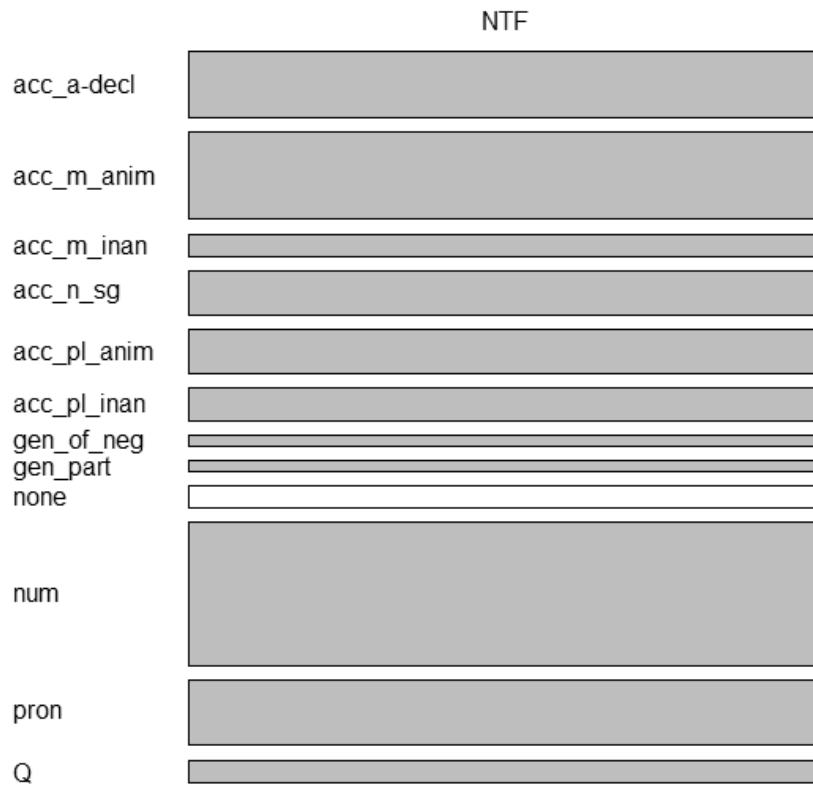 NTF
acc_a-decl
acc_m_anim
acc_m_inan
acc_n_sg
acc_pl_anim
acc_pl_inan
gen_of_neg
gen_part
none
num
pron
Q